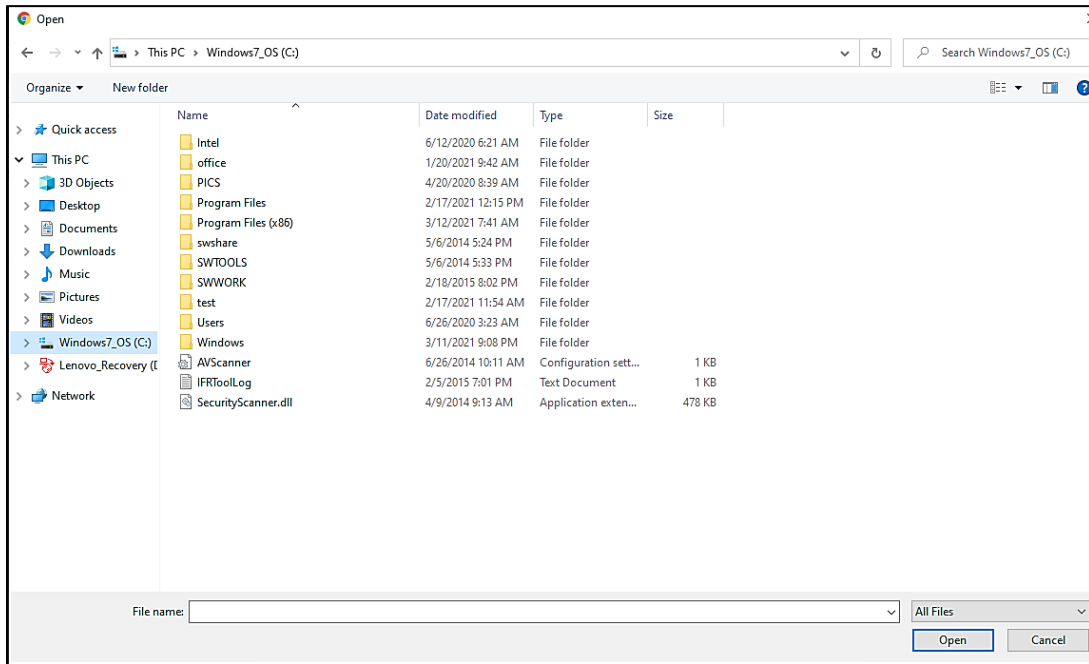 Open
This PC > Windows7_OS (C:)
Search Windows7_OS (C:)
Organize
New folder
Name Date modified Type Size
Quick access
This PC
3D Objects
Desktop
Documents
Downloads
Music
Pictures
Videos
Windows7_OS (C:)
Lenovo_Recovery (
Network
Intel 6/12/2020 6:21 AM File folder
office 1/20/2021 9:42 AM File folder
PICS 4/20/2020 8:39 AM File folder
Program Files 2/17/2021 12:15 PM File folder
Program Files (x86) 3/12/2021 7:41 AM File folder
swshare 5/6/2014 5:24 PM File folder
SWTOOLS 5/6/2014 5:33 PM File folder
SWWORK 2/18/2015 8:02 PM File folder
test 2/17/2021 11:54 AM File folder
Users 6/26/2020 3:23 AM File folder
Windows 3/11/2021 9:08 PM File folder
AVScanner 6/26/2014 10:11 AM Configuration sett... 1 KB
IFRToolLog 2/5/2015 7:01 PM Text Document 1 KB
SecurityScanner.dll 4/9/2014 9:13 AM Application exten... 478 KB
File name:
All Files
Open
Cancel